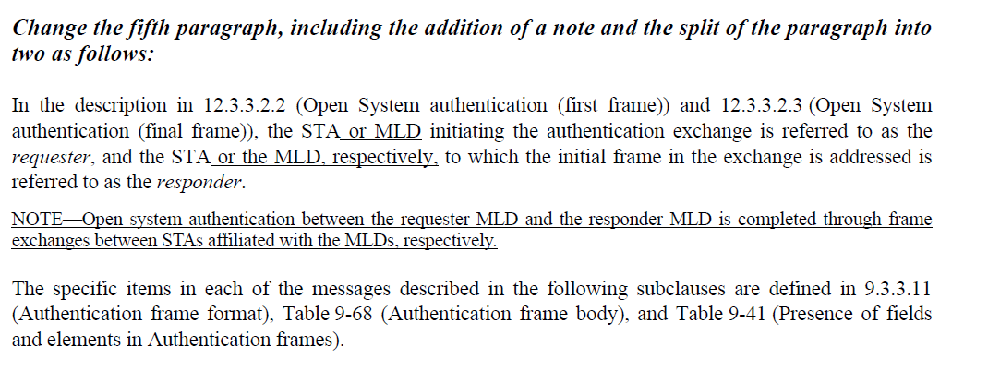 Change the fifth paragraph, including the addition of a note and the split of the paragraph into
two as follows:
In the description in 12.3.3.2.2 (Open System authentication (first frame)) and 12.3.3.2.3 (Open System
authentication (final frame)), the STA or MLD initiating the authentication exchange is referred to as the
requester, and the STA or the MLD, respectively, to which the initial frame in the exchange is addressed is
referred to as the responder.
NOTE—Open system authentication between the requester MLD and the responder MLD is completed through frame
exchanges between STAs affiliated with the MLDs, respectively.
The specific items in each of the messages described in the following subclauses are defined in 9.3.3.11
(Authentication frame format), Table 9-68 (Authentication frame body), and Table 9-41 (Presence of fields
and elements in Authentication frames).